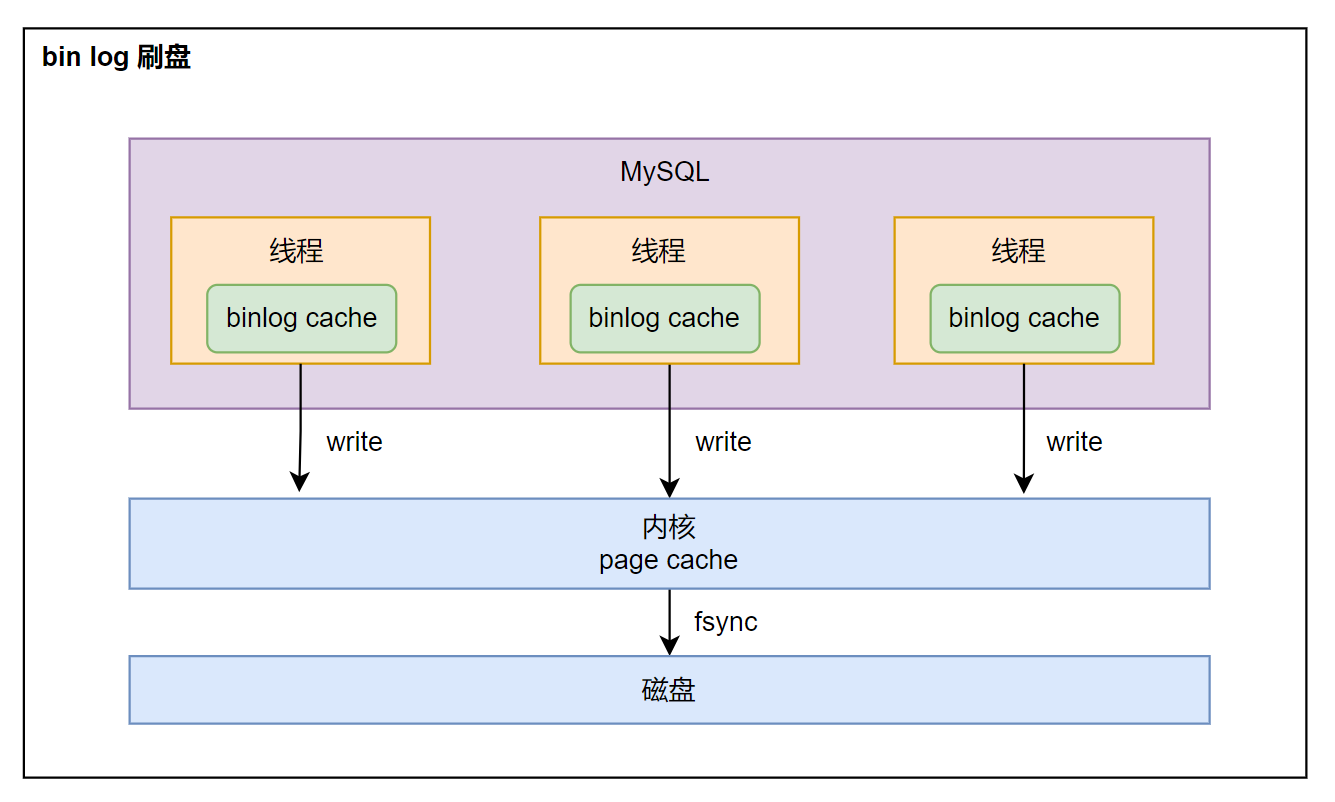 bin log 刷盘
MySQL
线程
线程
线程
binlog cache
binlog cache
binlog cache
write
write
write
内核
page cache
fsync
磁盘